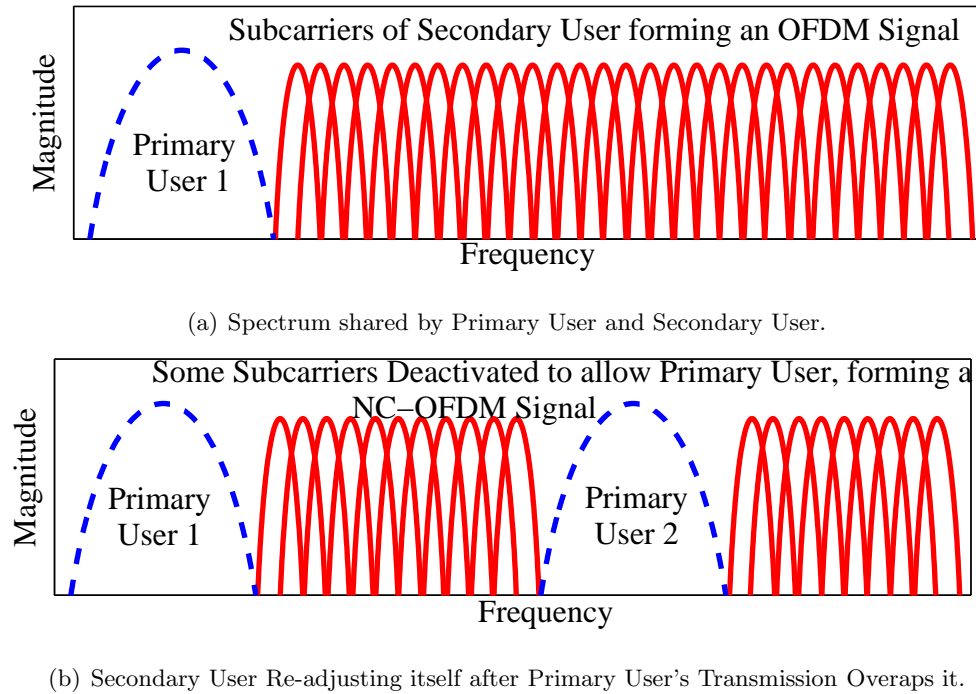 Subcarriers of Secondary User forming an OFDM Signal
Magnitude
Primary
User 1
Frequency
(a) Spectrum shared by Primary User and Secondary User.
Some Subcarriers Deactivated to allow Primary User, forming a
NC−OFDM Signal
Magnitude
Primary
User 1
Primary
User 2
Frequency
(b) Secondary User Re-adjusting itself after Primary User's Transmission Overaps it.